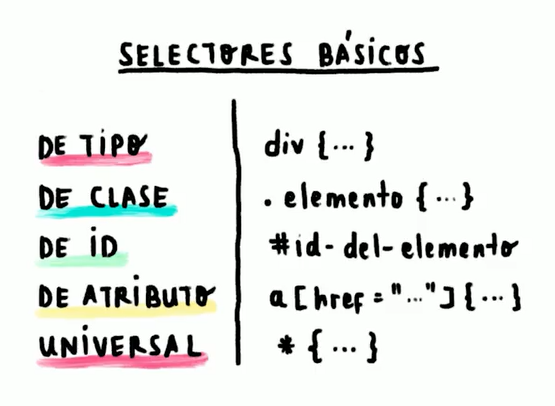 SELECTORES BÁSICOS
DE TIPO div {...}
DE CLASE .elemento {...}
DE ID #id-del-elemento
DE ATRIBUTO a[href="..."]{...}
UNIVERSAL * {...}